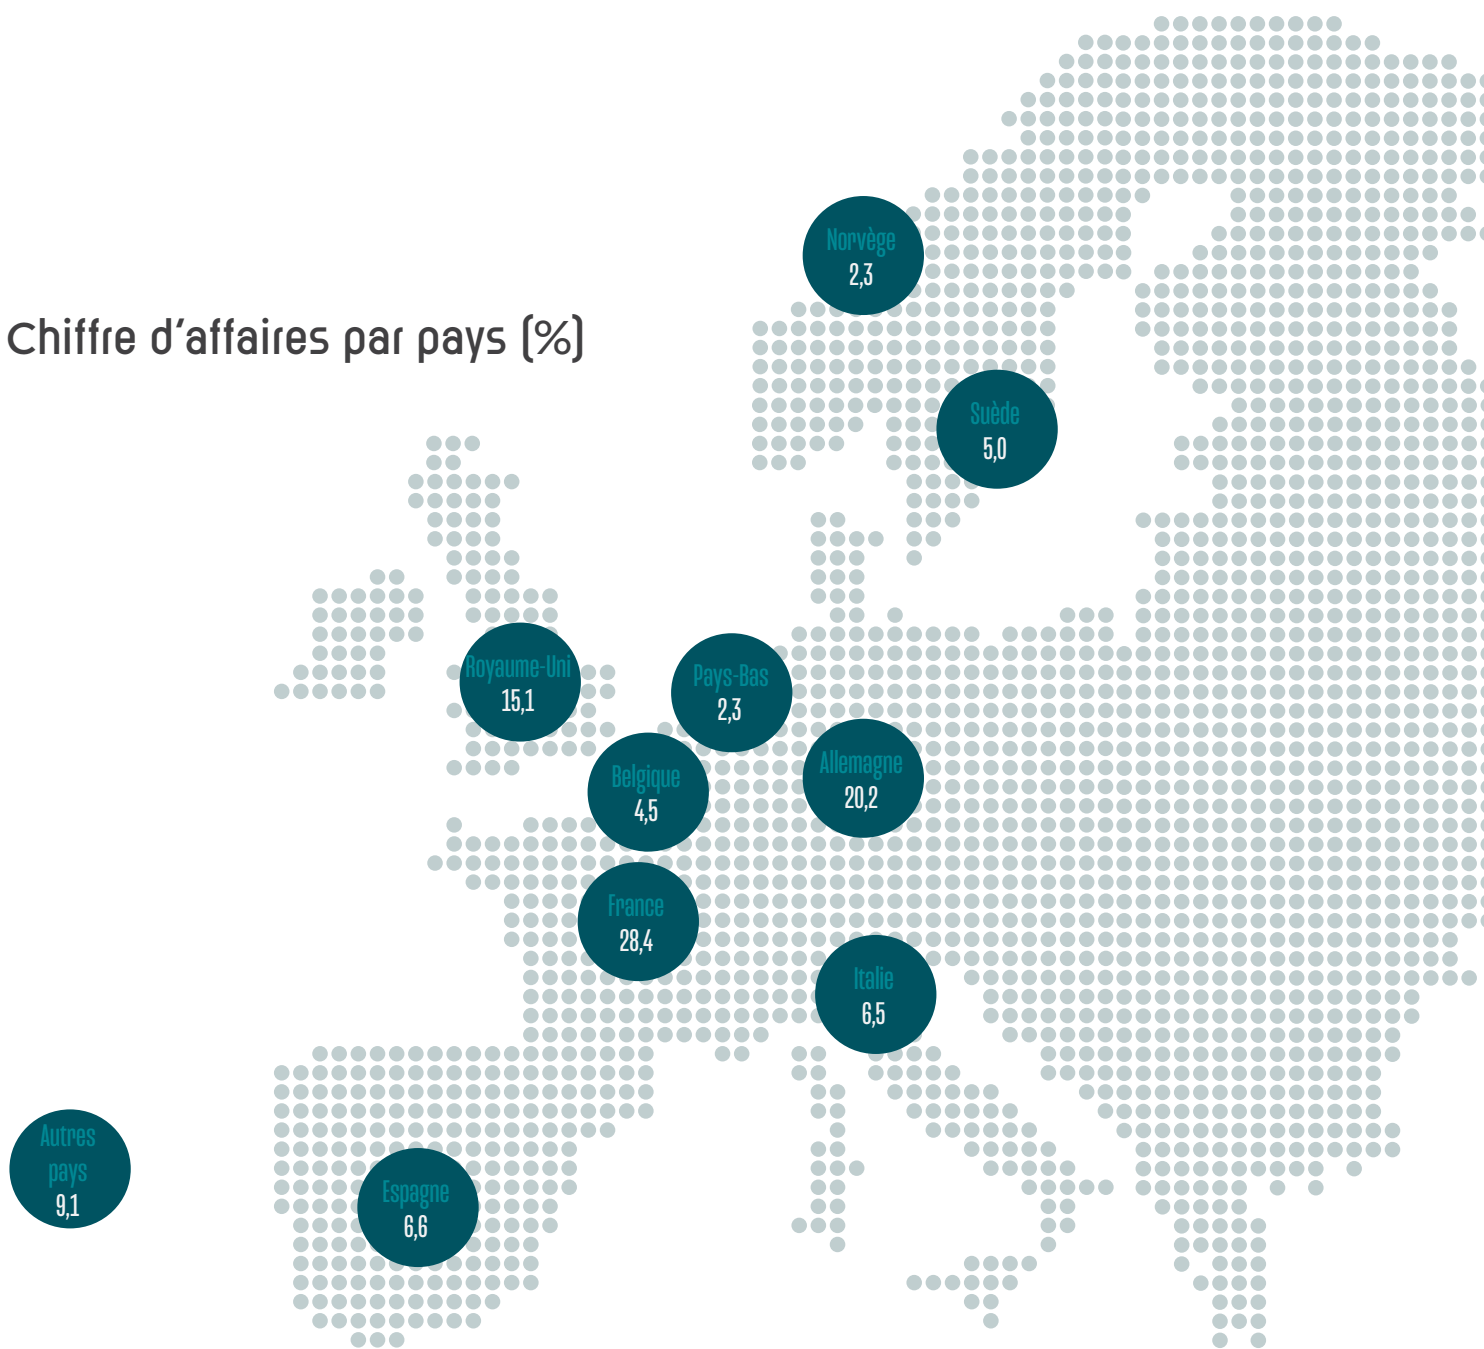 Norvège
2,3
Chiffre d’affaires par pays (%)
Suède
5,0
Royaume-Uni
15,1
Pays-Bas
2,3
Belgique
4,5
Allemagne
20,2
France
28,4
Italie
6,5
Autres
pays
9,1
Espagne
6,6